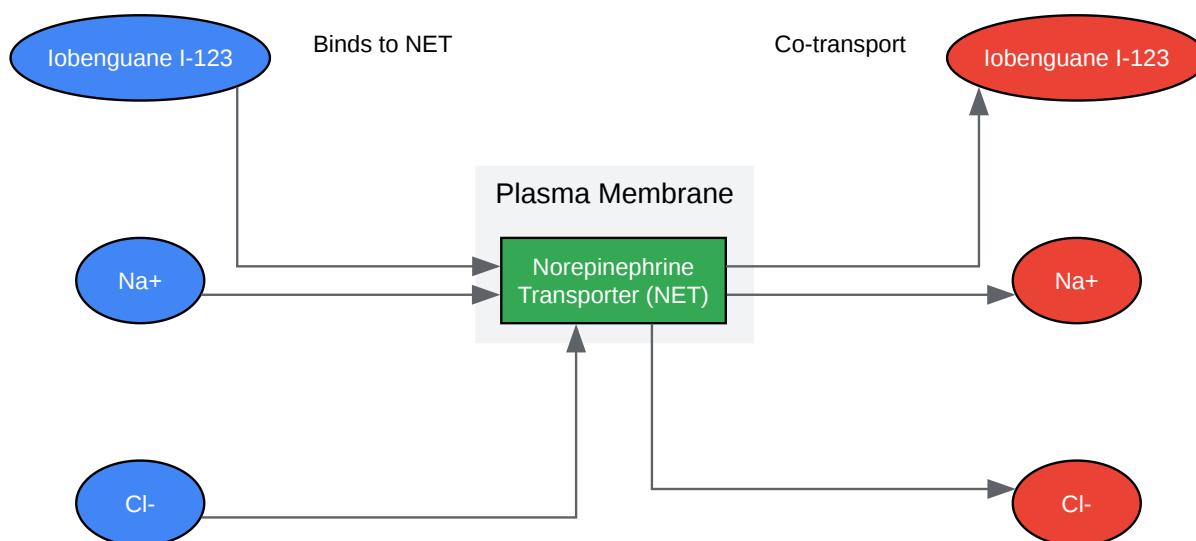 Iobenguane I-123
Binds to NET
Co-transport
Iobenguane I-123
Plasma Membrane
Na+
Norepinephrine
Transporter (NET)
Na+
Cl-
Cl-